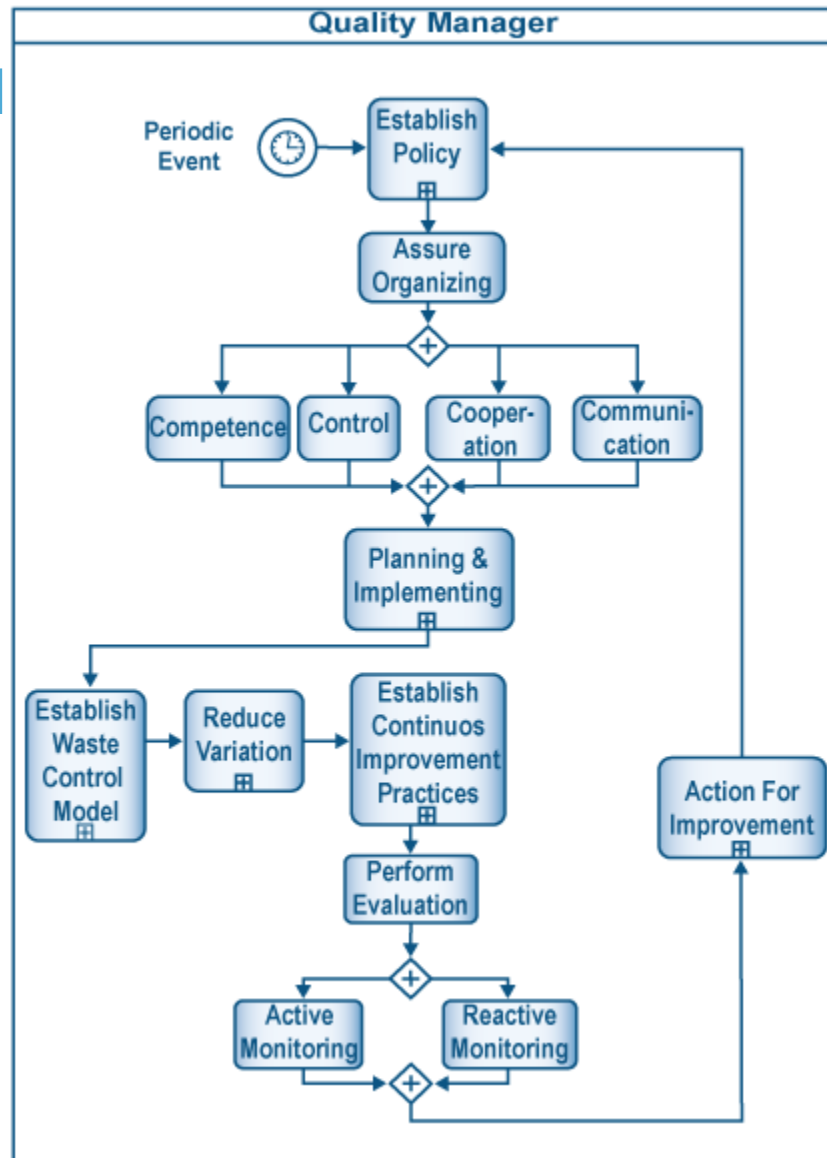 Quality Manager
Periodic
Event
Establish
Policy
Assure
Organizing
Competence
Control
Cooper-
ation
Communi-
cation
Planning &
Implementing
Establish
Waste
Control
Model
Reduce
Variation
Establish
Continuos
Improvement
Practices
Action For
Improvement
Perform
Evaluation
Active
Monitoring
Reactive
Monitoring